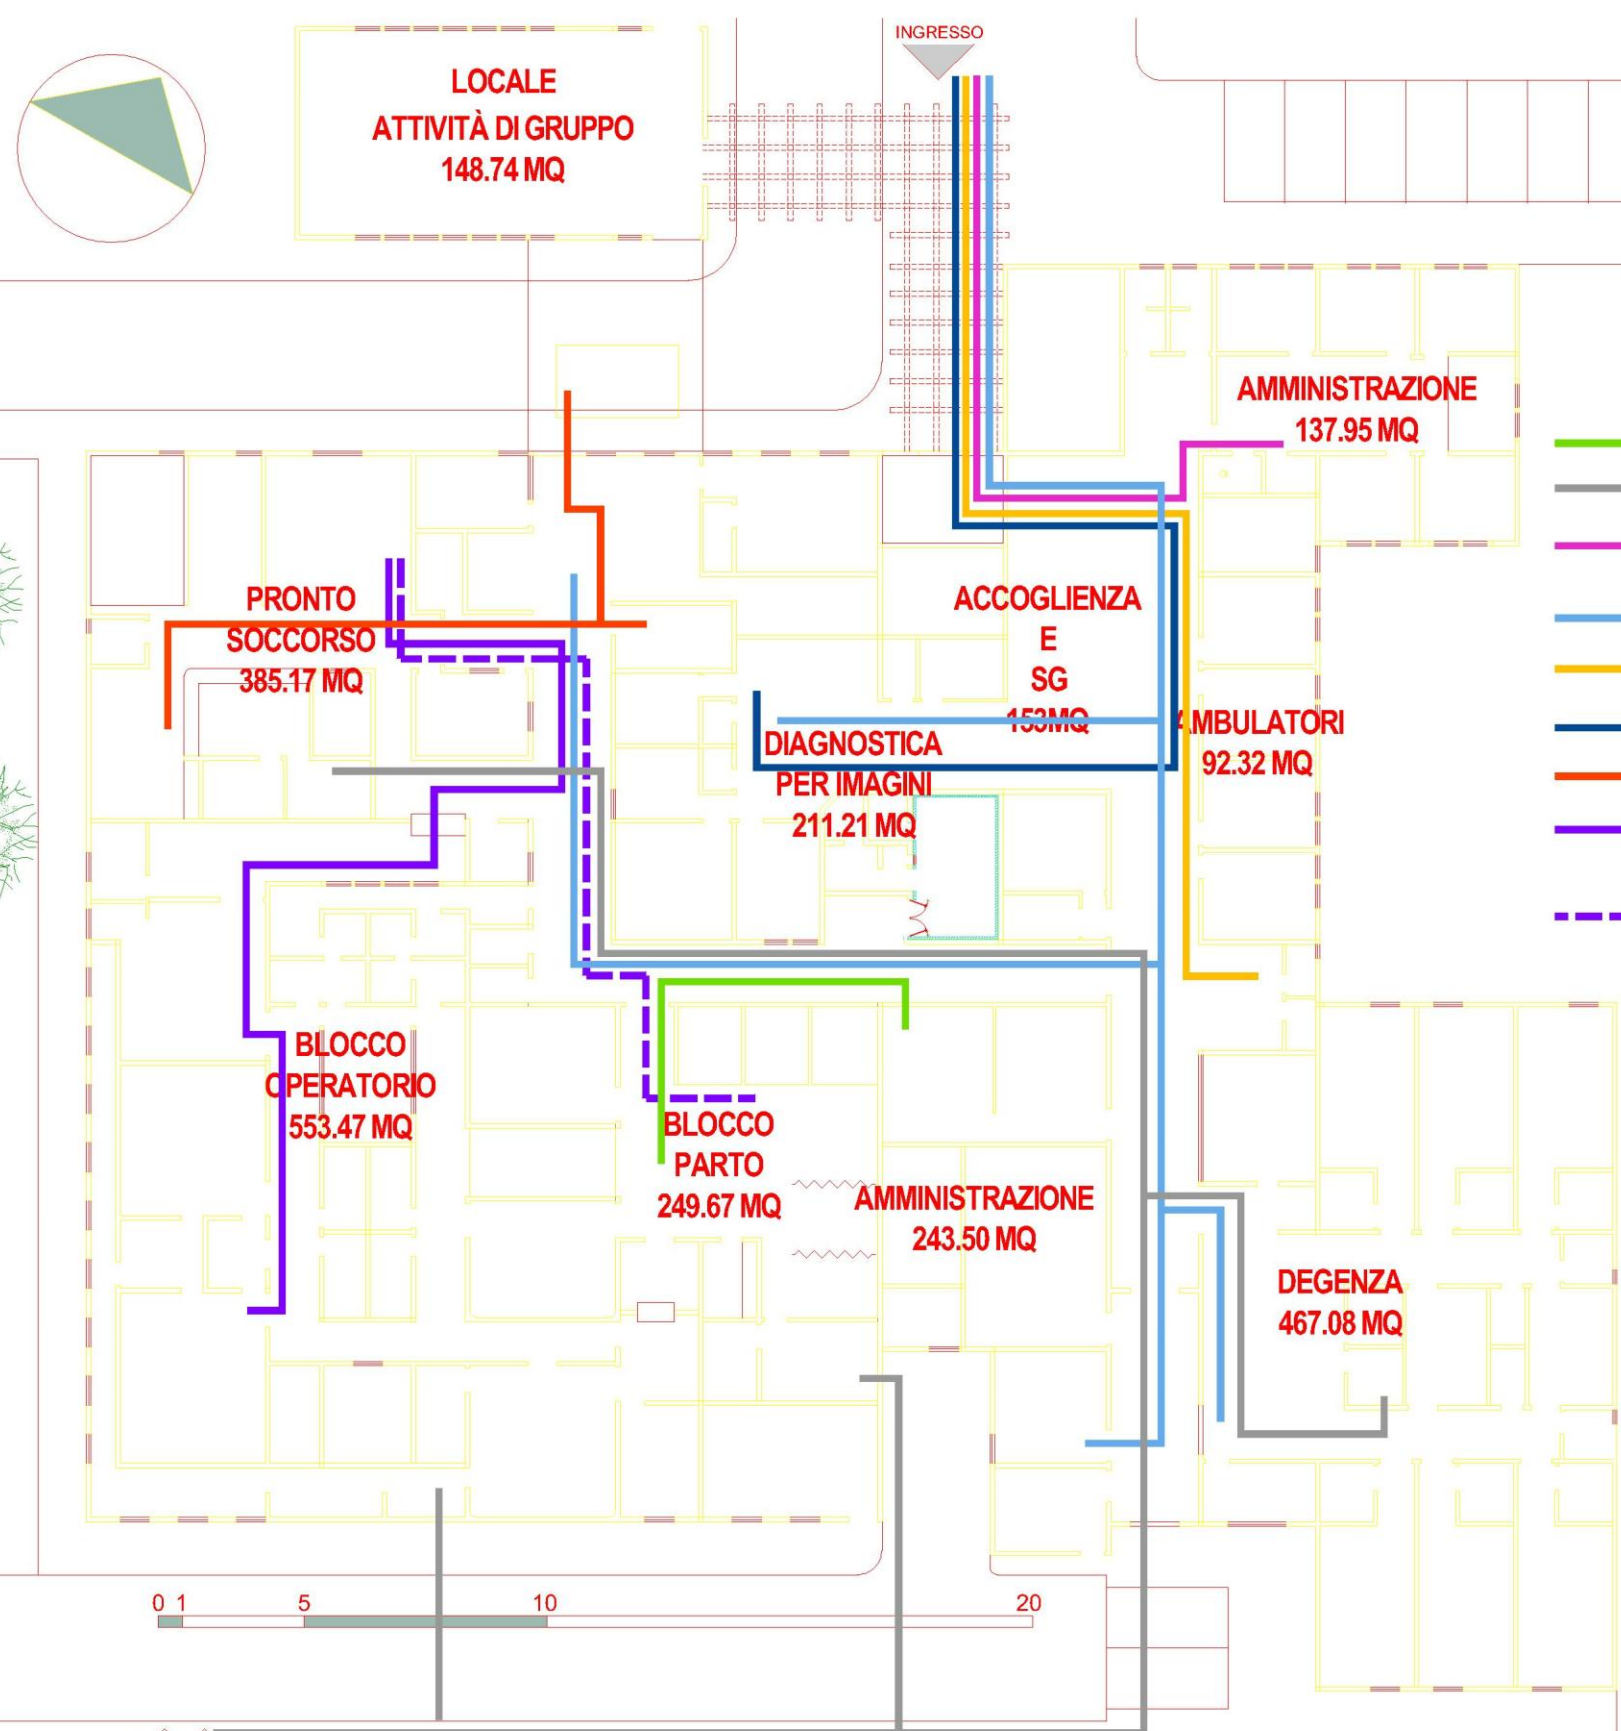 INGRESSO
LOCALE
ATTIVITÀ DI GRUPPO
148.74 MQ
AMMINISTRAZIONE
137.95 MQ
PRONTO
SOCCORSO
385.17 MQ
ACCOGLIENZA
E
SG
153MQ
AMBULATORI
92.32 MQ
DIAGNOSTICA
PER IMAGINI
211.21 MQ
BLOCCO
OPERATORIO
553.47 MQ
BLOCCO
PARTO
249.67 MQ
AMMINISTRAZIONE
243.50 MQ
DEGENZA
467.08 MQ
0 1 5 10 20